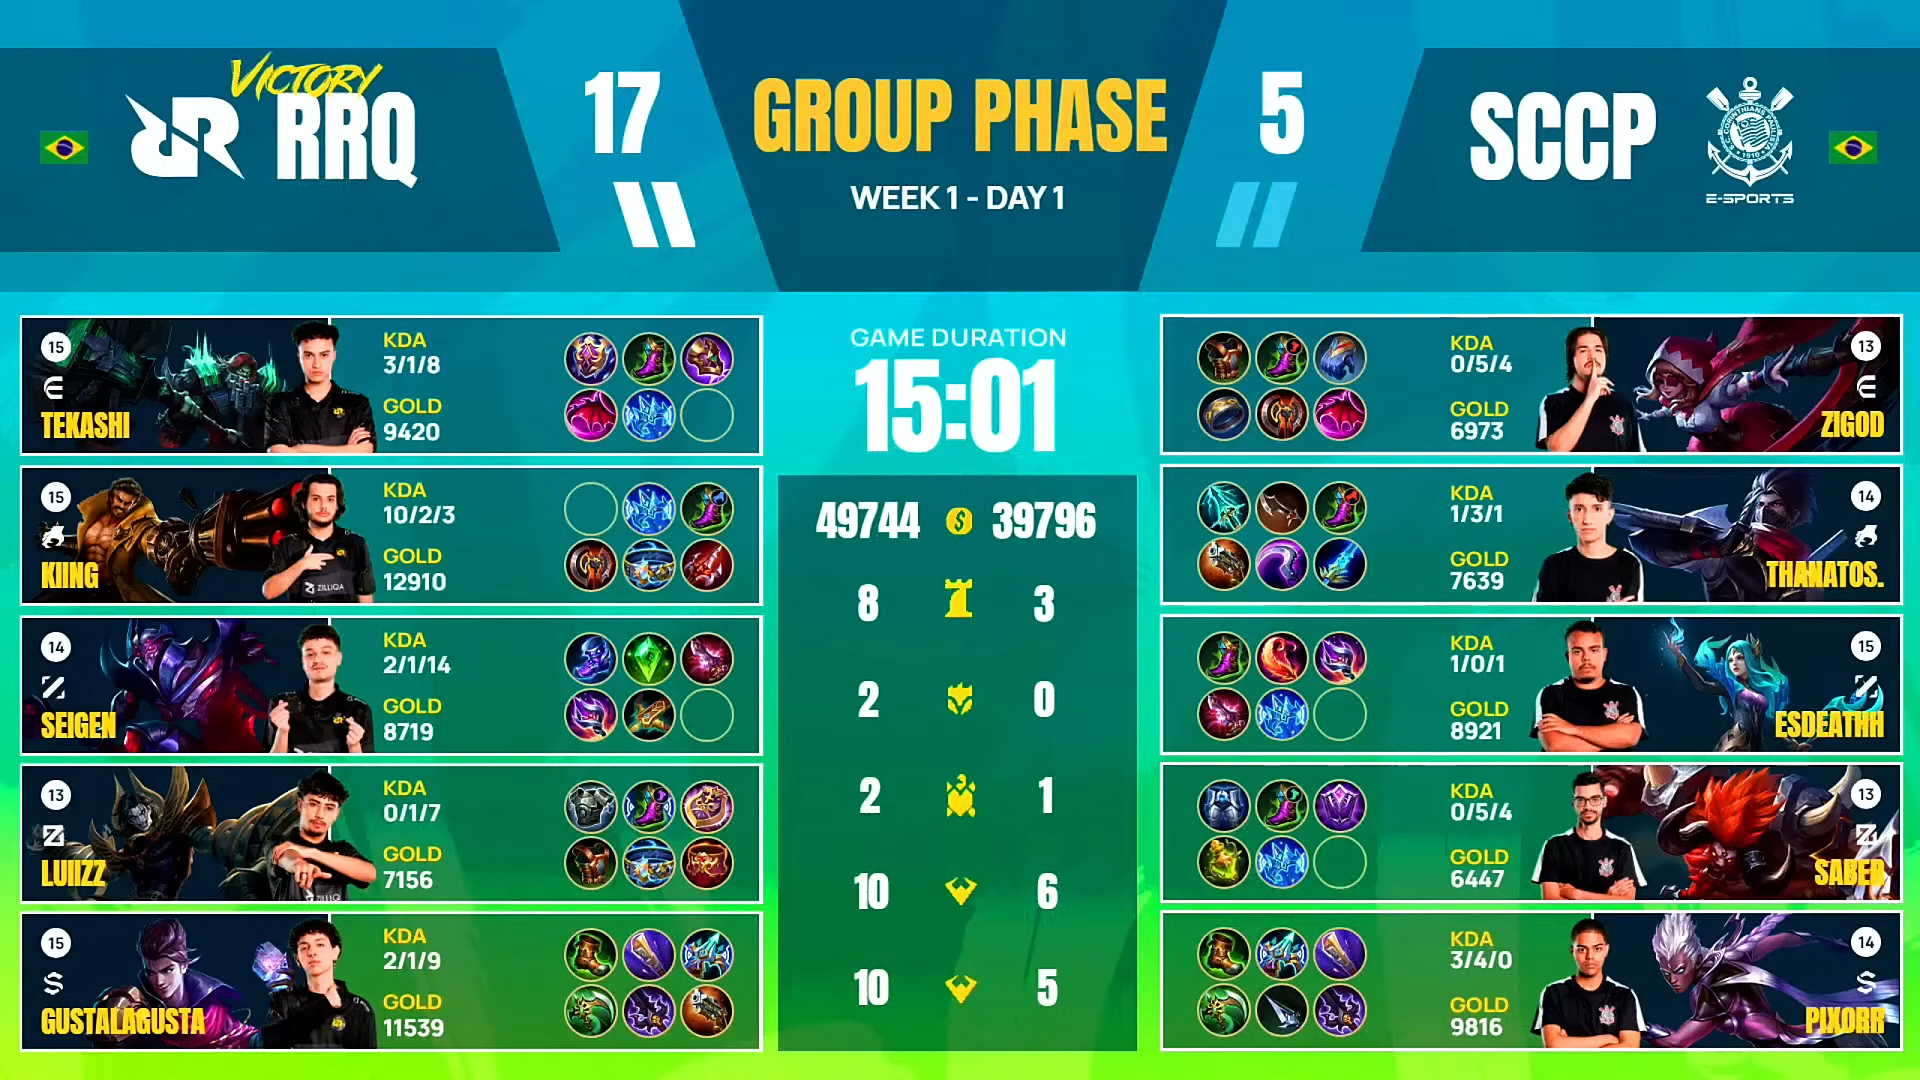 VICTORY
RRQ
17
GROUP PHASE
WEEK 1 - DAY 1
5
SCCP
E-SPORTS
GAME DURATION
15:01
49744 39796
8 3
2 0
2 1
10 6
10 5
15
TEKASHI
KDA
3/1/8
GOLD
9420
15
KIING
KDA
10/2/3
GOLD
12910
ZILLIQA
14
SEIGEN
KDA
2/1/14
GOLD
8719
13
LUIIZZ
KDA
0/1/7
GOLD
7156
15
GUSTALAGUSTA
KDA
2/1/9
GOLD
11539
KDA
0/5/4
GOLD
6973
13
ZIGOD
KDA
1/3/1
GOLD
7639
14
THANATOS.
KDA
1/0/1
GOLD
8921
15
ESDEATHH
KDA
0/5/4
GOLD
6447
13
SABER
KDA
3/4/0
GOLD
9816
14
PIXORR